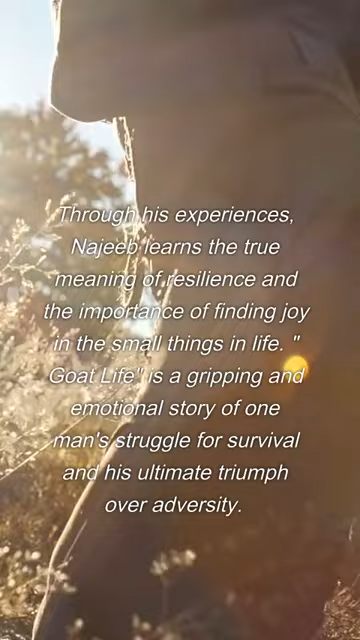 Through his experiences,
Najeeb learns the true
meaning of resilience and
the importance of finding joy
in the small things in life. "
Goat Life" is a gripping and
emotional story of one
man's struggle for survival
and his ultimate triumph
over adversity.